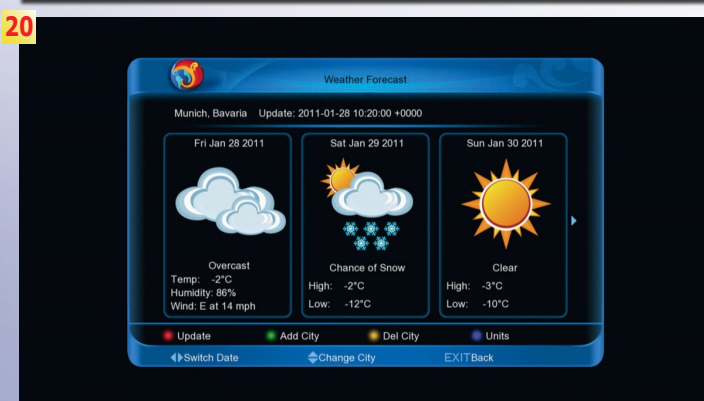 20
Weather Forecast
Munich, Bavaria Update: 2011-01-28 10:20:00 +0000
Fri Jan 28 2011
Overcast
Temp: -2°C
Humidity: 86%
Wind: E at 14 mph
Sat Jan 29 2011
Chance of Snow
High: -2°C
Low: -12°C
Sun Jan 30 2011
Clear
High: -3°C
Low: -10°C
Update Add City Del City Units
Switch Date Change City EXIT Back